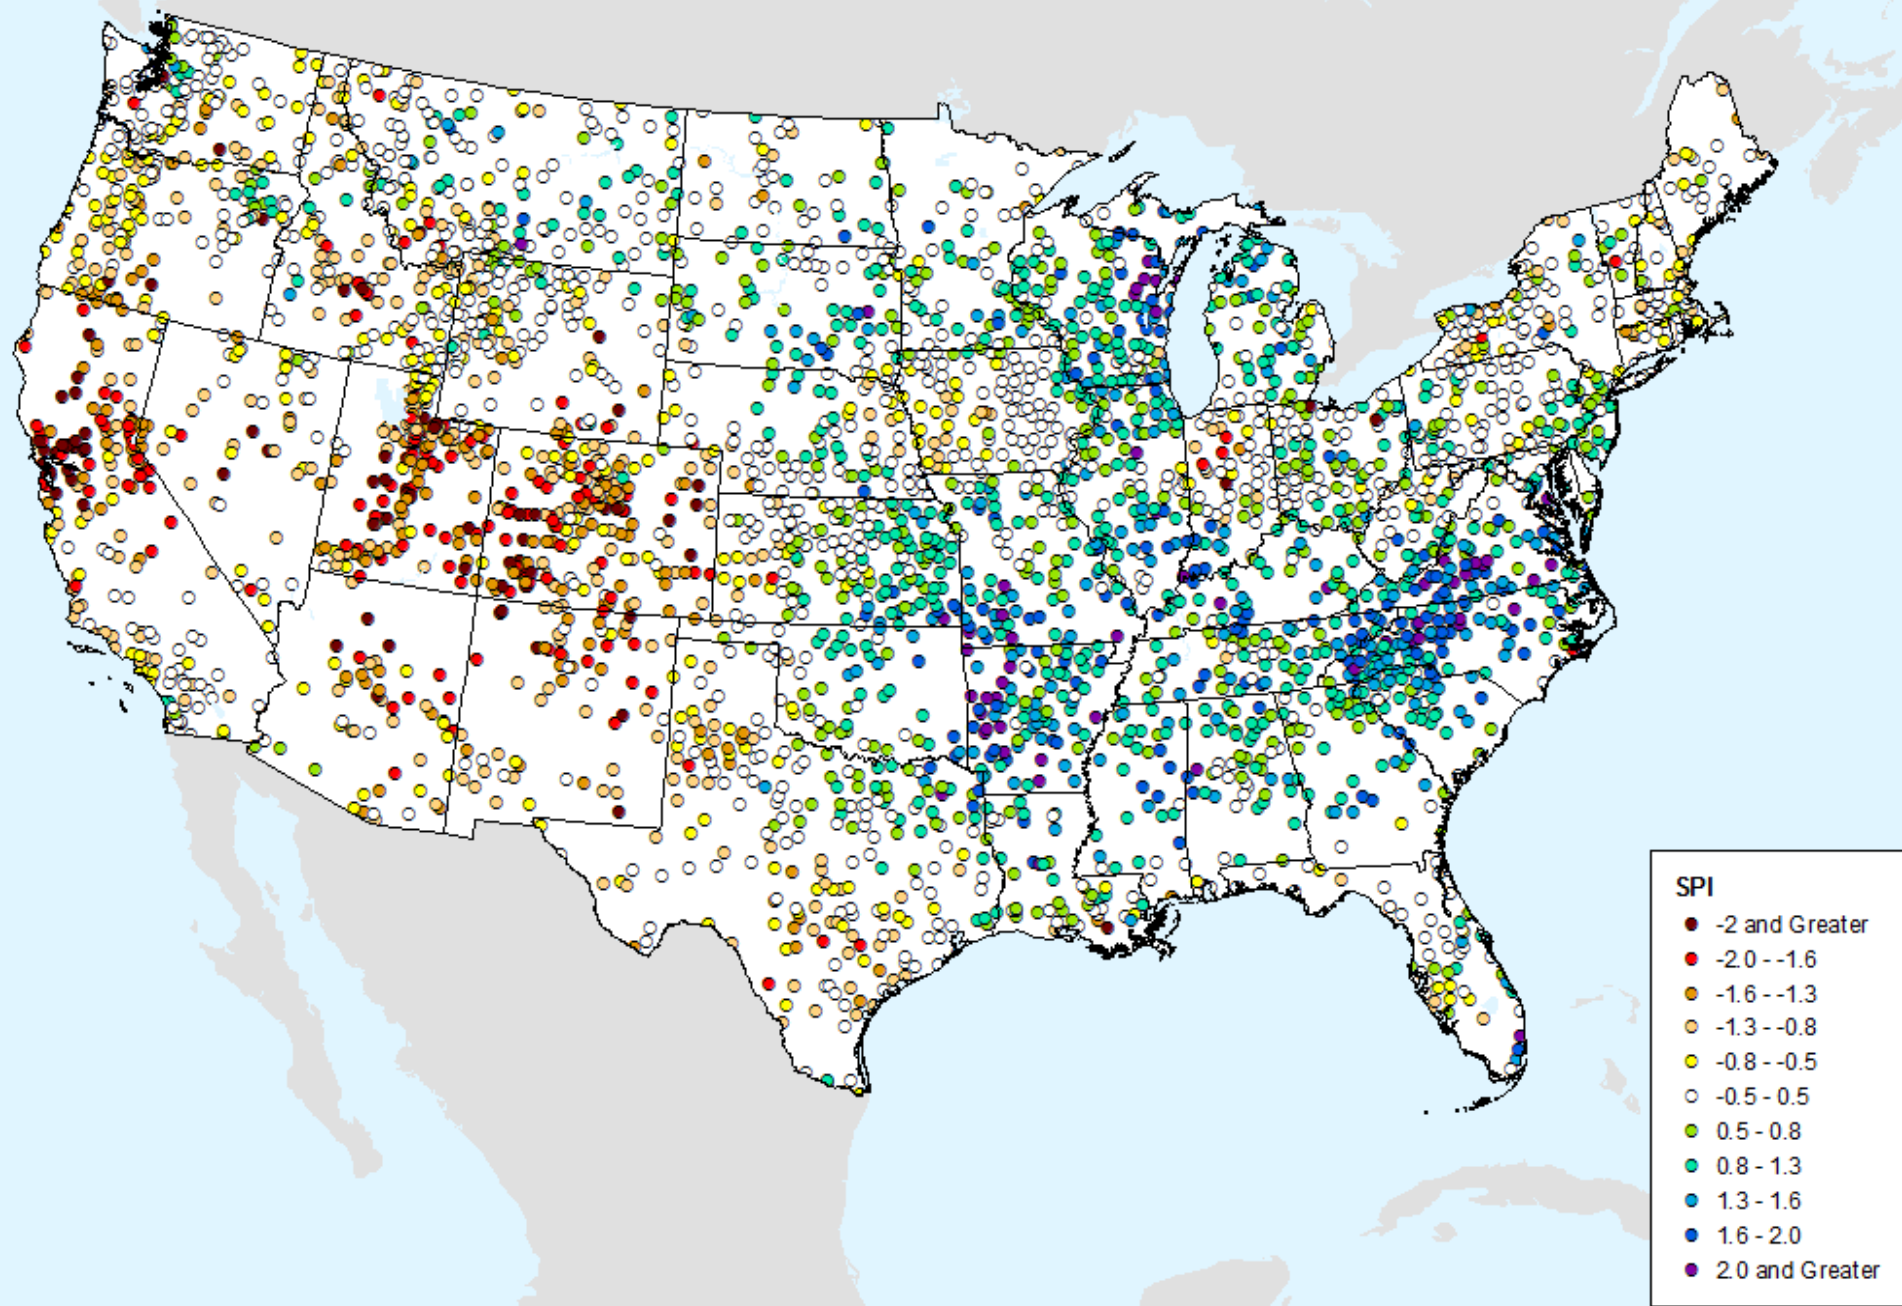 SPI
-2 and Greater
-2.0 - -1.6
-1.6 - -1.3
-1.3 - -0.8
-0.8 - -0.5
-0.5 - 0.5
0.5 - 0.8
0.8 - 1.3
1.3 - 1.6
1.6 - 2.0
2.0 and Greater